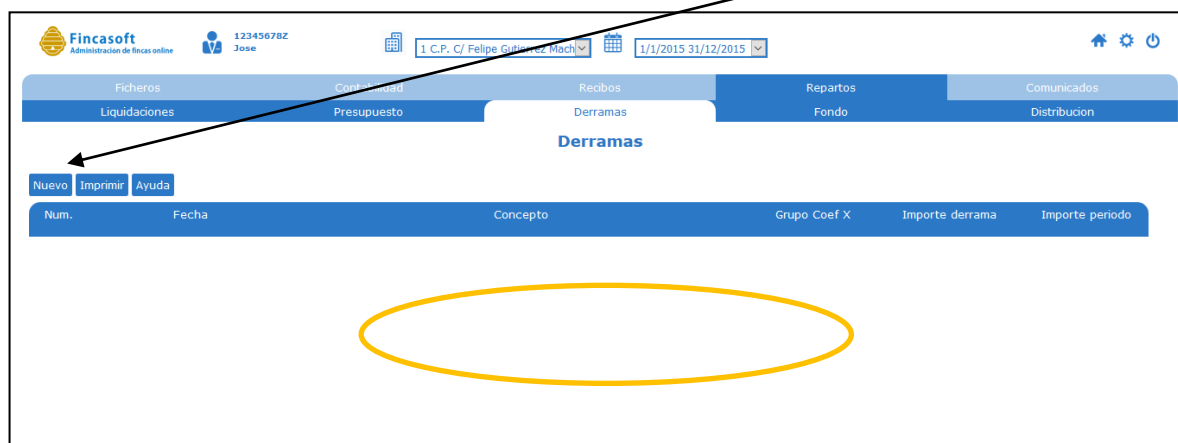 Fincasoft
Administracion de fincas online
12345678Z
Jose
1 C.P. C/ Felipe Gutierrez Mach
1/1/2015 31/12/2015
Ficheros Contabilidad Recibos Repartos Comunicados
Liquidaciones Presupuesto Derramas Fondo Distribucion
Derramas
Nuevo Imprimir Ayuda
Num. Fecha Concepto Grupo Coef X Importe derrama Importe periodo